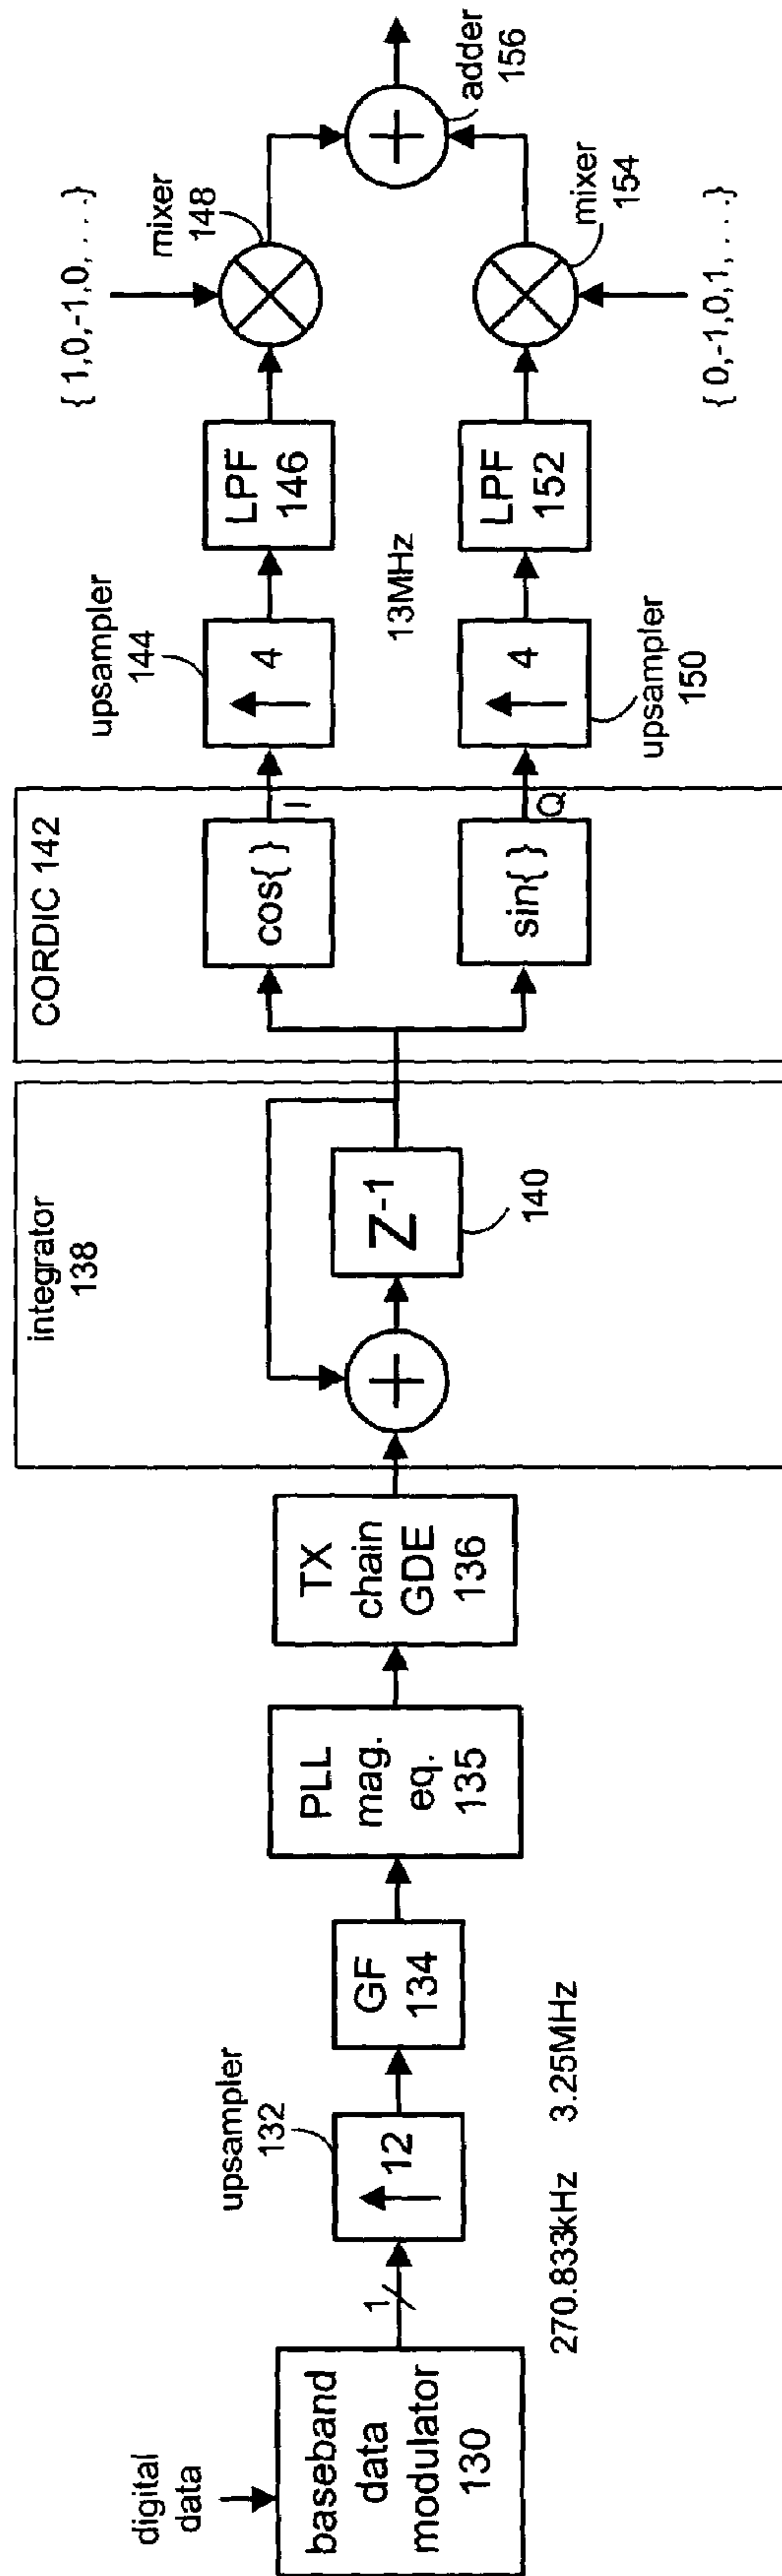 digital
data
baseband
data
modulator
130
1
270.833kHz
upsampler
132
12
3.25MHz
GF
134
PLL
mag.
eq.
135
TX
chain
GDE
136
integrator
138
Z-1
140
CORDIC 142
cos{ }
I
sin{ }
Q
upsampler
144
4
13MHz
4
upsampler
150
LPF
146
LPF
152
{ 1,0,-1,0, . . .}
mixer
148
{ 0,-1,0,1, . . .}
mixer
154
adder
156